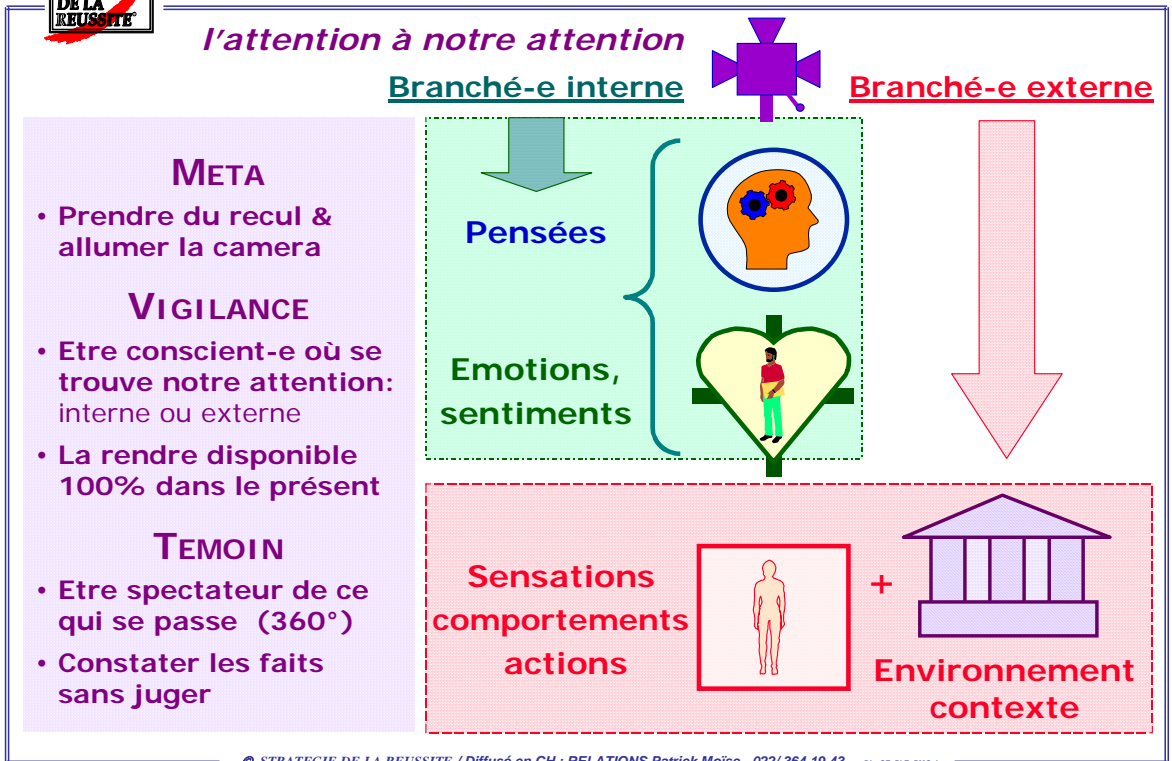 DE LA
REUSSITE
l'attention à notre attention
Branché-e interne
Branché-e externe
META
• Prendre du recul &
allumer la camera
VIGILANCE
• Etre conscient-e où se
trouve notre attention:
interne ou externe
• La rendre disponible
100% dans le présent
TEMOIN
• Etre spectateur de ce
qui se passe (360°)
• Constater les faits
sans juger
Pensées
Emotions,
sentiments
Sensations
comportements
actions
+
Environnement
contexte
© STRATEGIE DE LA REUSSITE / Diffusé en CH : RELATIONS Patrick Moïse 022/ 364 19 43